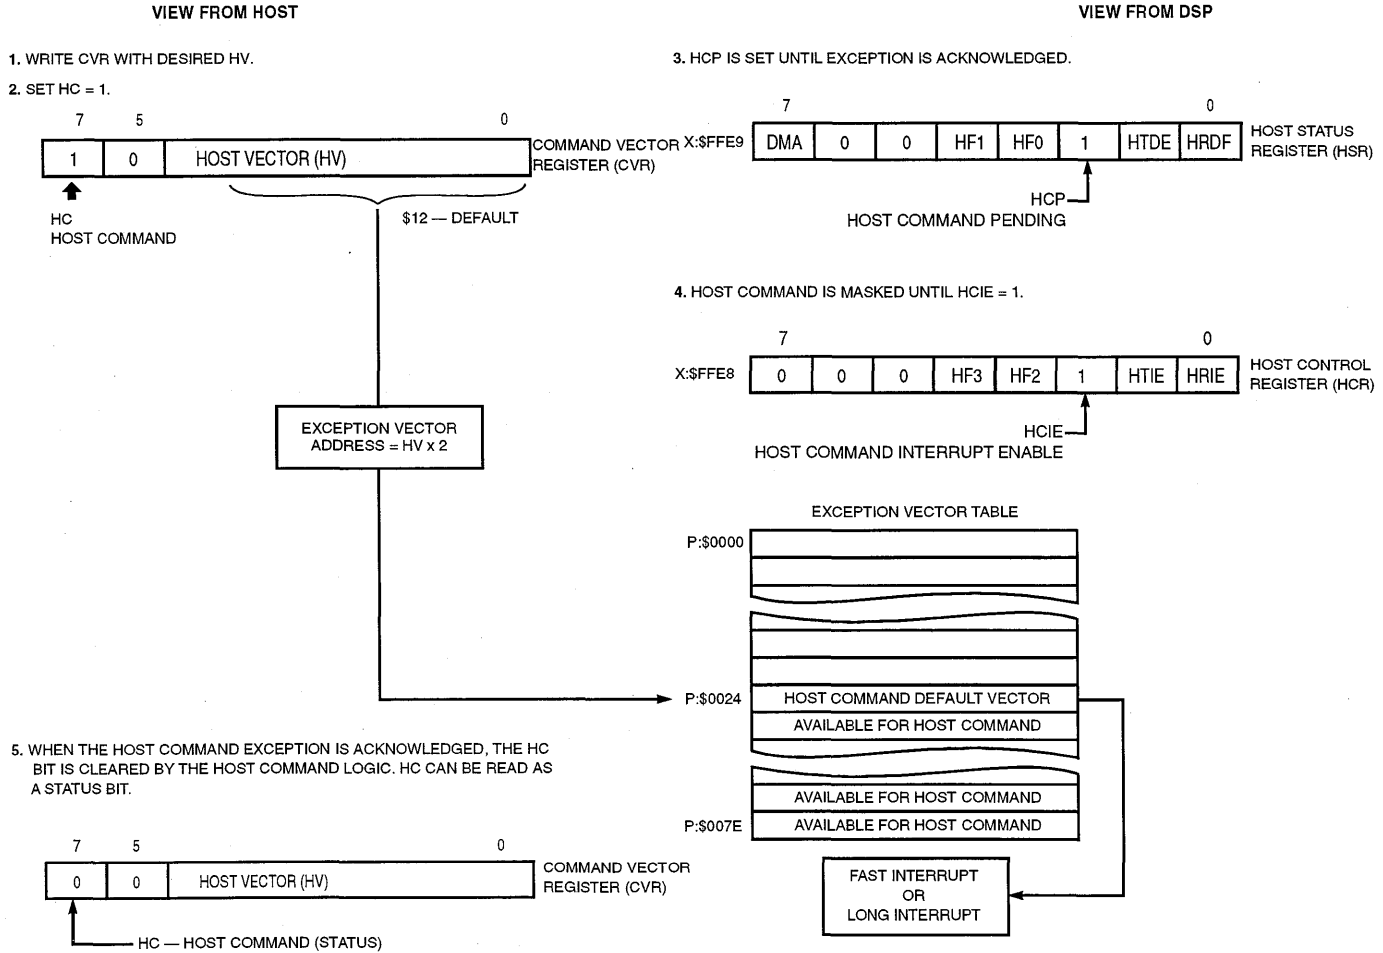 VIEW FROM HOST
1. WRITE CVR WITH DESIRED HV.
2. SET HC = 1.
7 5 0
1 0 HOST VECTOR (HV)
COMMAND VECTOR
REGISTER (CVR)
HC
HOST COMMAND
$12 — DEFAULT
EXCEPTION VECTOR
ADDRESS = HV x 2
5. WHEN THE HOST COMMAND EXCEPTION IS ACKNOWLEDGED, THE HC
BIT IS CLEARED BY THE HOST COMMAND LOGIC. HC CAN BE READ AS
A STATUS BIT.
7 5 0
0 0 HOST VECTOR (HV)
COMMAND VECTOR
REGISTER (CVR)
HC — HOST COMMAND (STATUS)
VIEW FROM DSP
3. HCP IS SET UNTIL EXCEPTION IS ACKNOWLEDGED.
7 0
X:$FFE9 DMA 0 0 HF1 HF0 1 HTDE HRDF
HOST STATUS
REGISTER (HSR)
HCP
HOST COMMAND PENDING
4. HOST COMMAND IS MASKED UNTIL HCIE = 1.
7 0
X:$FFE8 0 0 0 HF3 HF2 1 HTIE HRIE
HOST CONTROL
REGISTER (HCR)
HCIE
HOST COMMAND INTERRUPT ENABLE
EXCEPTION VECTOR TABLE
P:$0000
P:$0024 HOST COMMAND DEFAULT VECTOR
AVAILABLE FOR HOST COMMAND
AVAILABLE FOR HOST COMMAND
P:$007E AVAILABLE FOR HOST COMMAND
FAST INTERRUPT
OR
LONG INTERRUPT